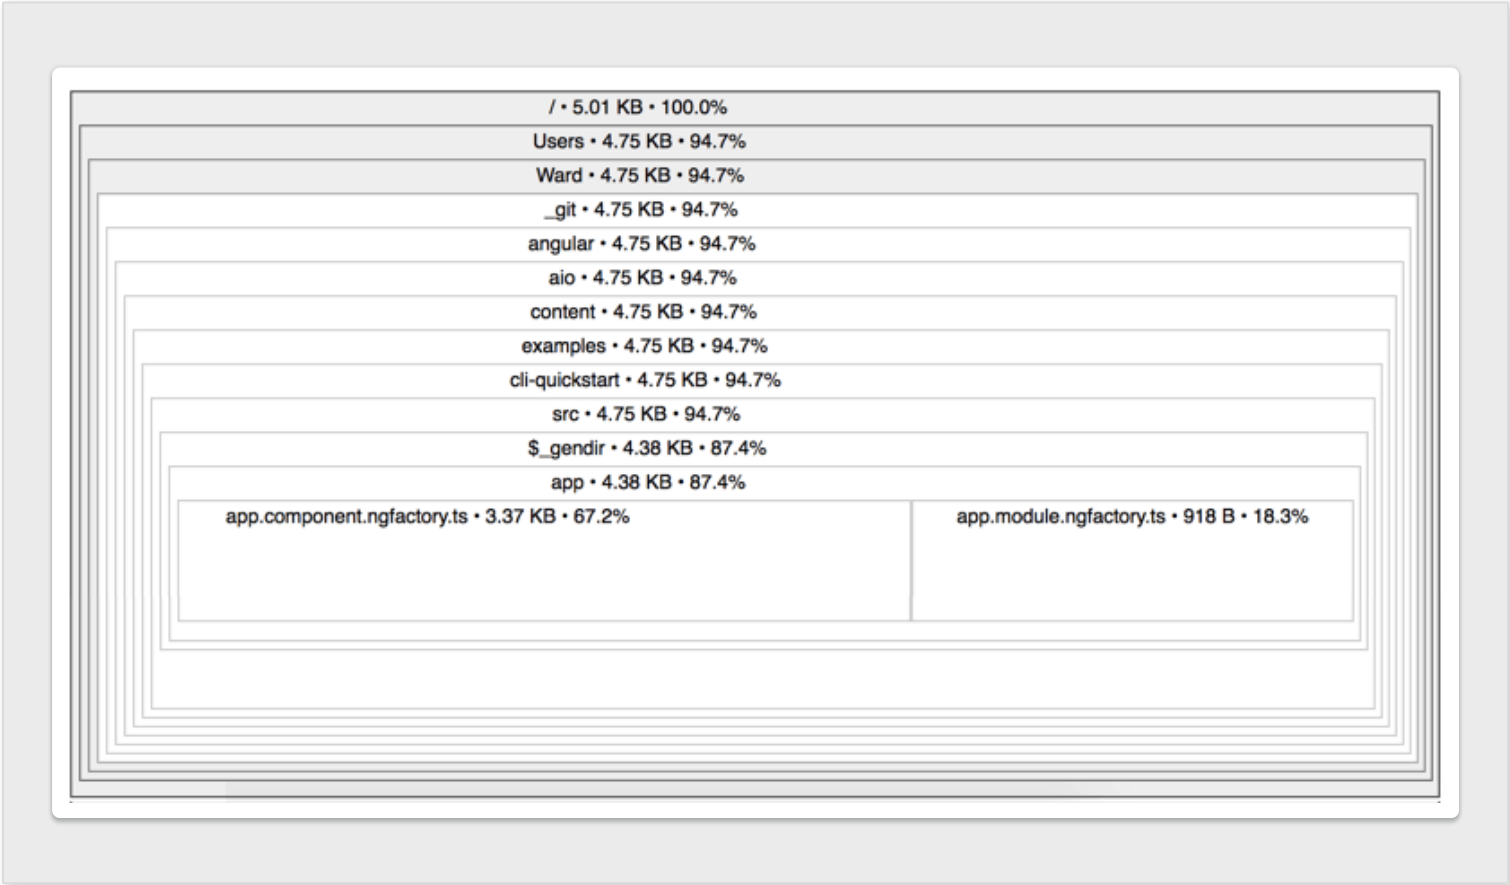 / • 5.01 KB • 100.0%
Users • 4.75 KB • 94.7%
Ward • 4.75 KB • 94.7%
_git • 4.75 KB • 94.7%
angular • 4.75 KB • 94.7%
aio • 4.75 KB • 94.7%
content • 4.75 KB • 94.7%
examples • 4.75 KB • 94.7%
cli-quickstart • 4.75 KB • 94.7%
src • 4.75 KB • 94.7%
$_gendir • 4.38 KB • 87.4%
app • 4.38 KB • 87.4%
app.component.ngfactory.ts • 3.37 KB • 67.2%
app.module.ngfactory.ts • 918 B • 18.3%